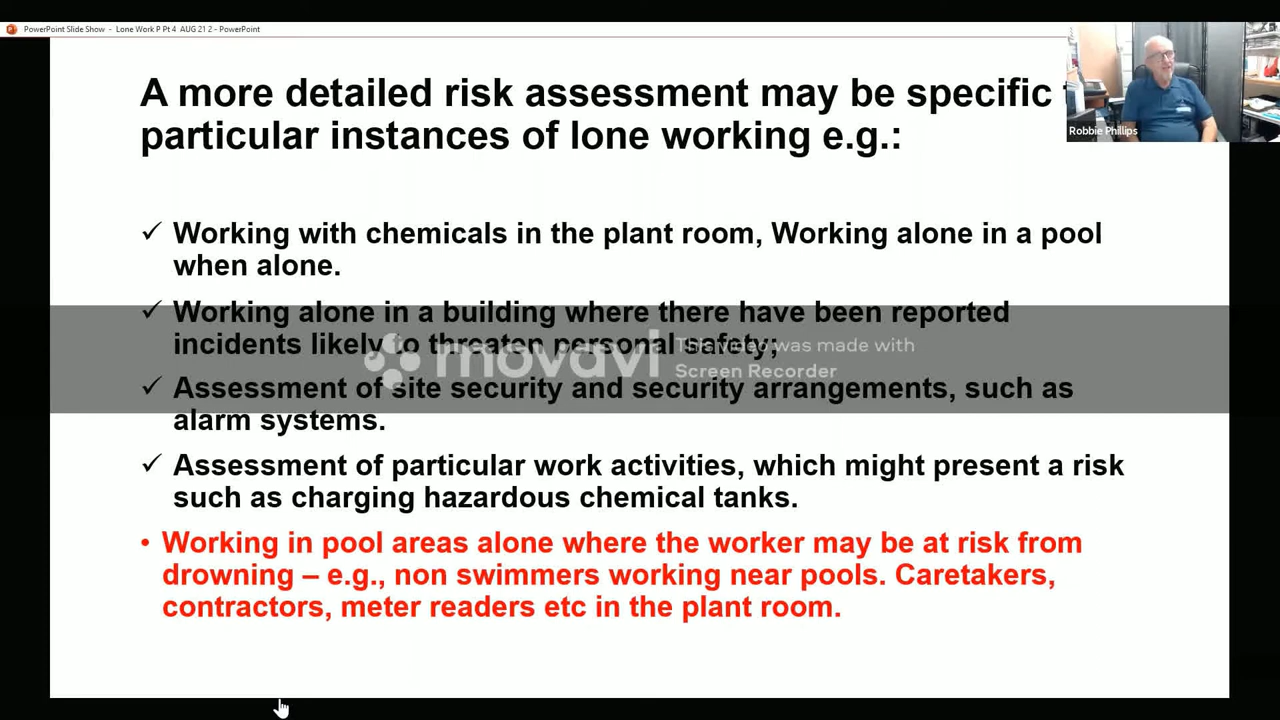 PowerPoint Slide Show - Lone Work P Pt 4 AUG 21 2 - PowerPoint
A more detailed risk assessment may be specific
particular instances of lone working e.g.:
Robbie Phillips
✓ Working with chemicals in the plant room, Working alone in a pool
when alone.
✓ Working alone in a building where there have been reported
incidents likely to threaten personal safety;
movavi
This video was made with
Screen Recorder
✓ Assessment of site security and security arrangements, such as
alarm systems.
✓ Assessment of particular work activities, which might present a risk
such as charging hazardous chemical tanks.
• Working in pool areas alone where the worker may be at risk from
drowning – e.g., non swimmers working near pools. Caretakers,
contractors, meter readers etc in the plant room.